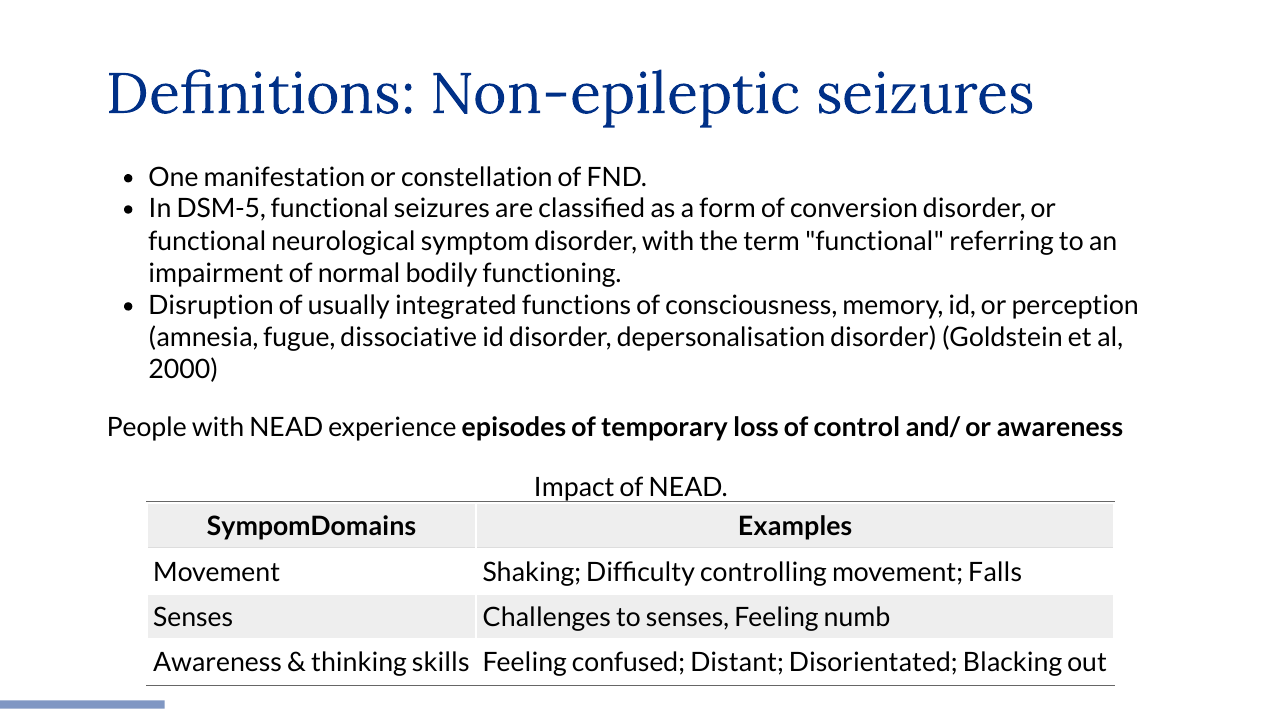 Definitions: Non-epileptic seizures
• One manifestation or constellation of FND.
• In DSM-5, functional seizures are classified as a form of conversion disorder, or
functional neurological symptom disorder, with the term "functional" referring to an
impairment of normal bodily functioning.
• Disruption of usually integrated functions of consciousness, memory, id, or perception
(amnesia, fugue, dissociative id disorder, depersonalisation disorder) (Goldstein et al,
2000)
People with NEAD experience episodes of temporary loss of control and/ or awareness
Impact of NEAD.
SympomDomains Examples
Movement Shaking; Difficulty controlling movement; Falls
Senses Challenges to senses, Feeling numb
Awareness & thinking skills Feeling confused; Distant; Disorientated; Blacking out